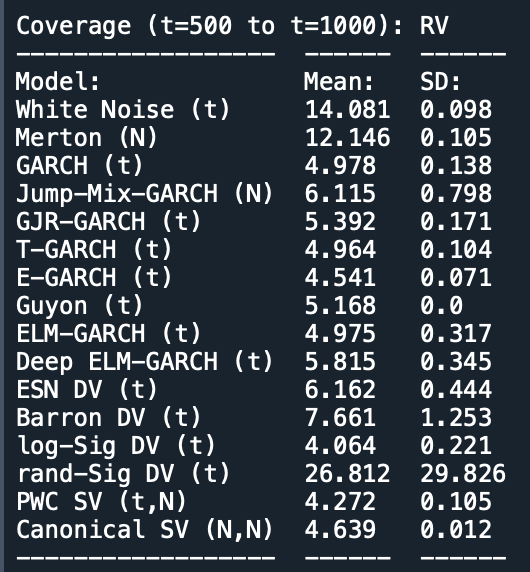 Coverage (t=500 to t=1000): RV
------------------ ------ ------
Model: Mean: SD:
White Noise (t) 14.081 0.098
Merton (N) 12.146 0.105
GARCH (t) 4.978 0.138
Jump-Mix-GARCH (N) 6.115 0.798
GJR-GARCH (t) 5.392 0.171
T-GARCH (t) 4.964 0.104
E-GARCH (t) 4.541 0.071
Guyon (t) 5.168 0.0
ELM-GARCH (t) 4.975 0.317
Deep ELM-GARCH (t) 5.815 0.345
ESN DV (t) 6.162 0.444
Barron DV (t) 7.661 1.253
log-Sig DV (t) 4.064 0.221
rand-Sig DV (t) 26.812 29.826
PWC SV (t,N) 4.272 0.105
Canonical SV (N,N) 4.639 0.012
------------------ ------ ------